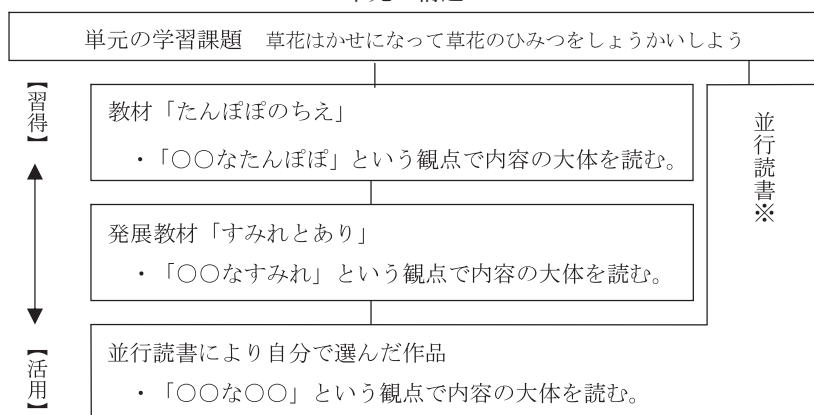 単元の学習課題 草花はかせになって草花のひみつをしょうかいしよう
【習得】
教材「たんぽぽのちえ」
・「○○なたんぽぽ」という観点で内容の大体を読む。
並行読書※
発展教材「すみれとあり」
・「○○なすみれ」という観点で内容の大体を読む。
【活用】
並行読書により自分で選んだ作品
・「○○な○○」という観点で内容の大体を読む。